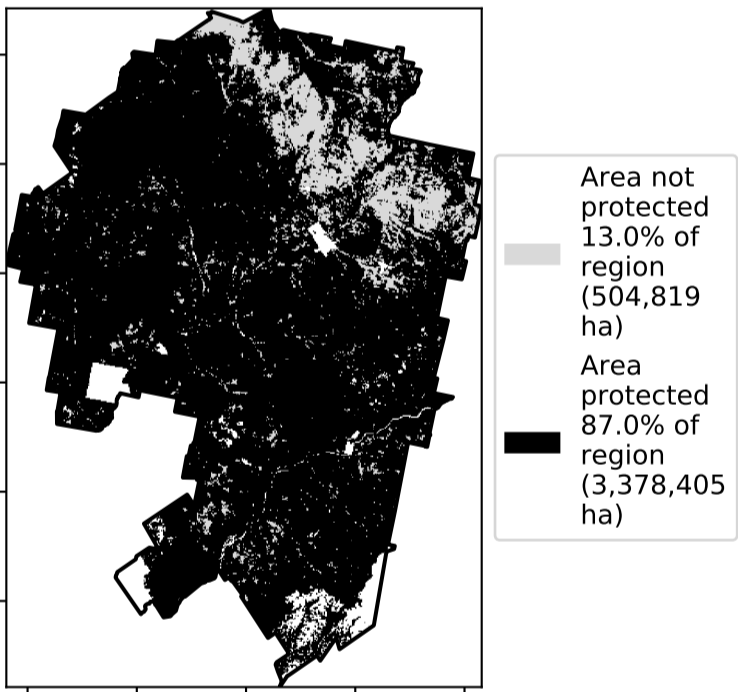 Area not
protected
13.0% of
region
(504,819
ha)
Area
protected
87.0% of
region
(3,378,405
ha)